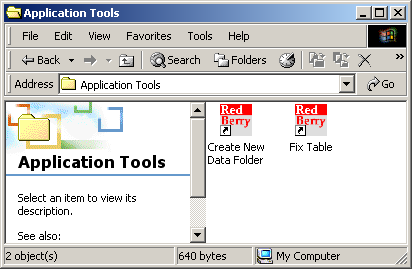 Application Tools
File Edit View Favorites Tools Help
Back Search Folders
Address Application Tools Go
Application Tools
Select an item to view its
description.
See also:
Red
Berry
Create New
Data Folder
Red
Berry
Fix Table
2 object(s) 640 bytes My Computer